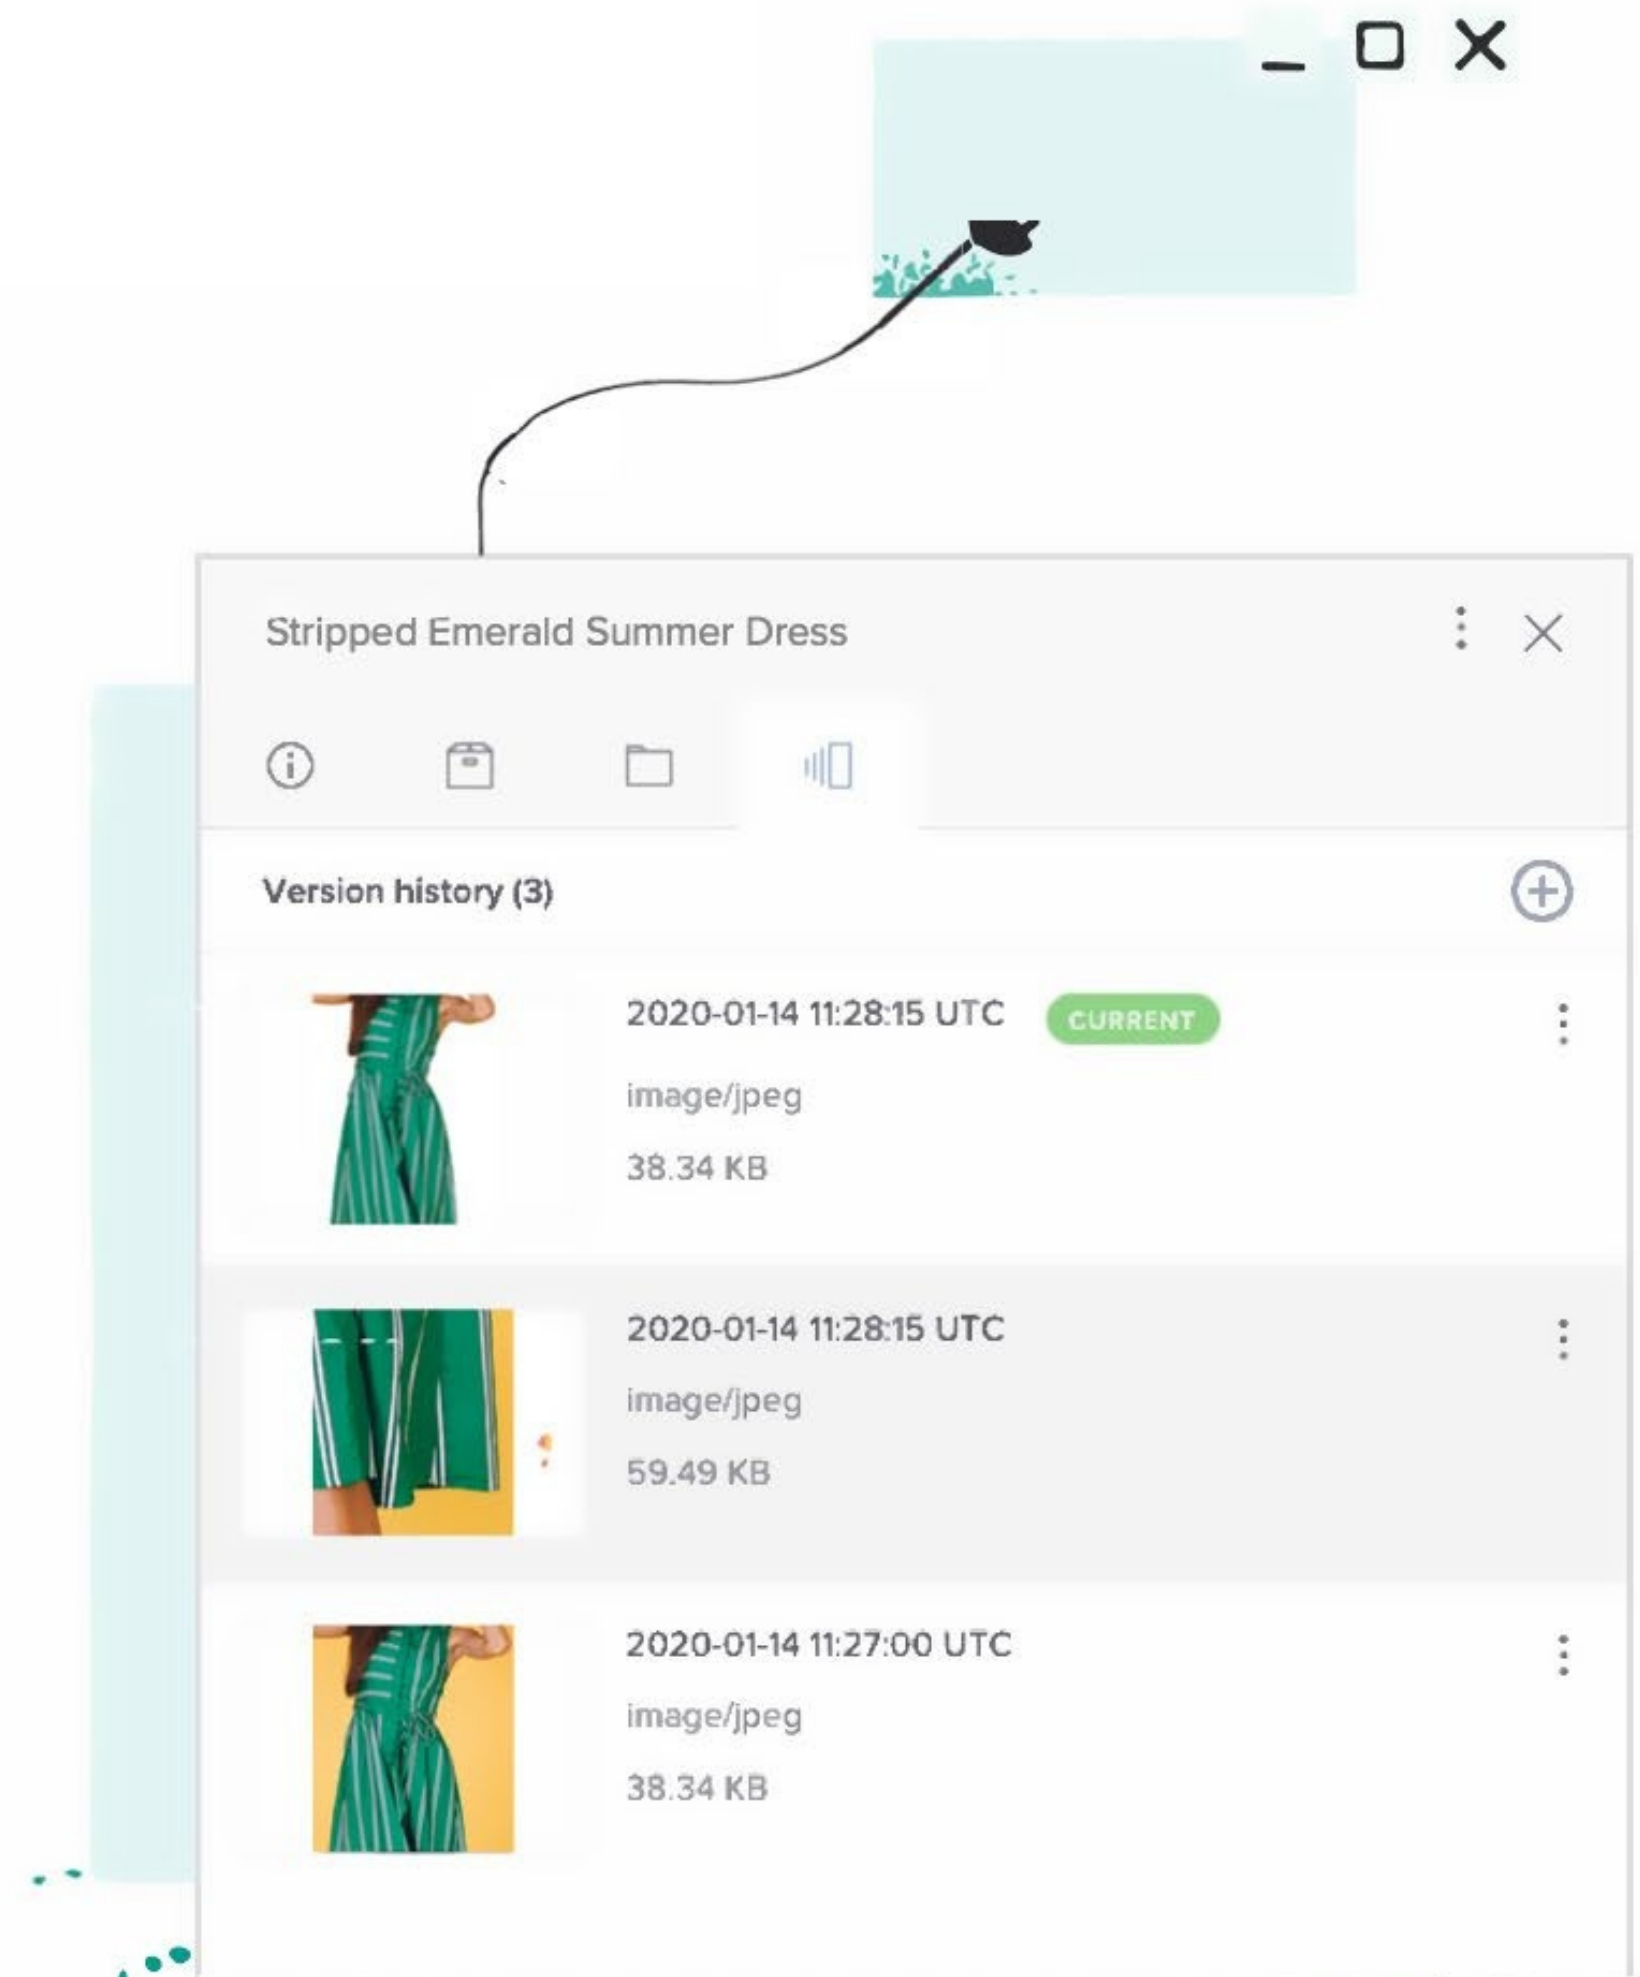 Stripped Emerald Summer Dress
Version history (3)
2020-01-14 11:28:15 UTC CURRENT
image/jpeg
38.34 KB
2020-01-14 11:28:15 UTC
image/jpeg
59.49 KB
2020-01-14 11:27:00 UTC
image/jpeg
38.34 KB